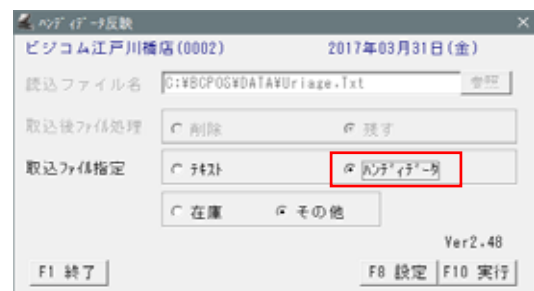 ﾊﾝﾃﾞｨﾃﾞｰﾀ反映
ビジコム江戸川橋店(0002) 2017年03月31日(金)
読込ファイル名 C:¥BCPOS¥DATA¥Uriage.Txt 参照
取込後ﾌｧｲﾙ処理 削除 残す
取込ﾌｧｲﾙ指定 ﾃｷｽﾄ ﾊﾝﾃﾞｨﾃﾞｰﾀ
在庫 その他
Ver2.48
F1 終了 F8 設定 F10 実行